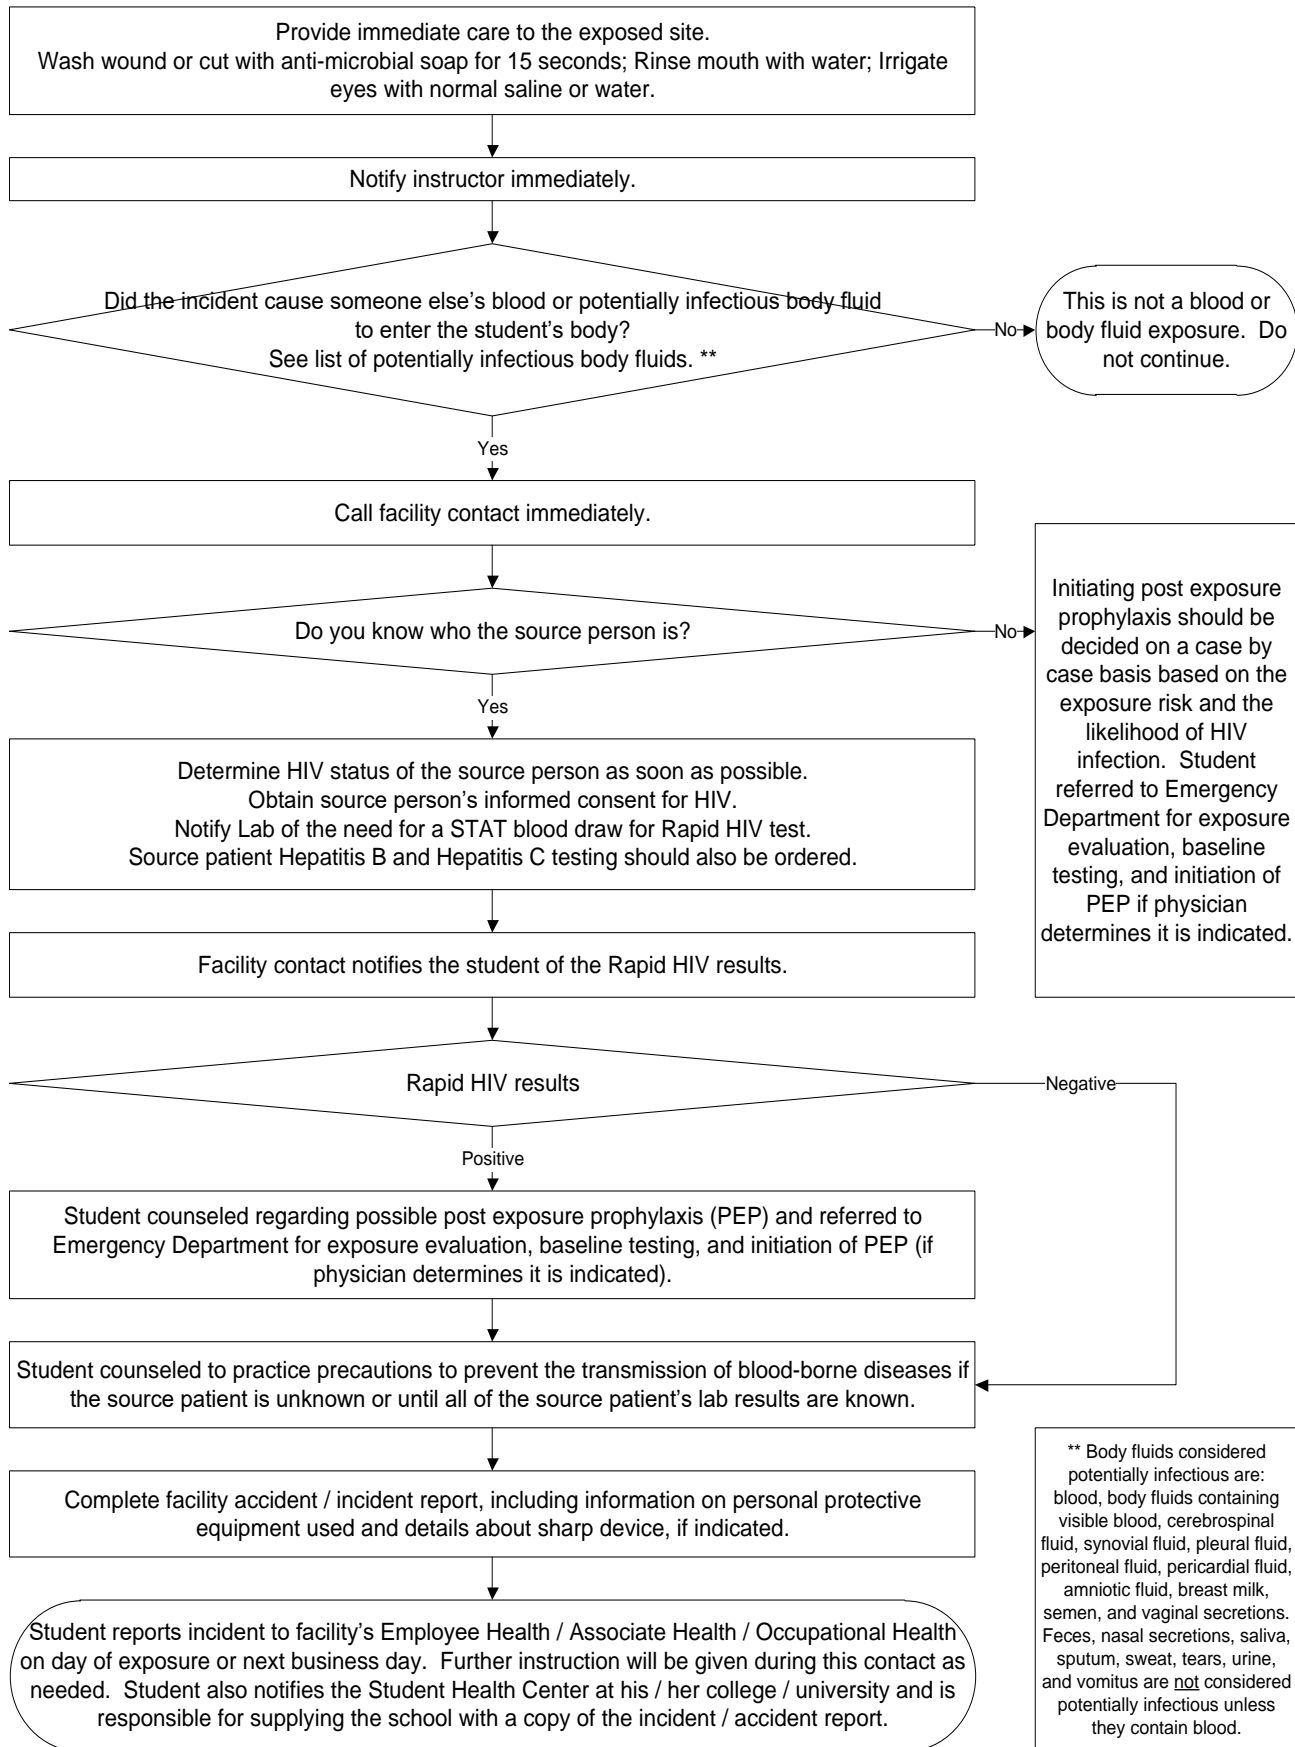 Provide immediate care to the exposed site.
Wash wound or cut with anti-microbial soap for 15 seconds; Rinse mouth with water; Irrigate
eyes with normal saline or water.
Notify instructor immediately.
Did the incident cause someone else's blood or potentially infectious body fluid
to enter the student's body?
See list of potentially infectious body fluids. **
No
This is not a blood or
body fluid exposure.  Do
not continue.
Yes
Call facility contact immediately.
Do you know who the source person is?
No
Initiating post exposure
prophylaxis should be
decided on a case by
case basis based on the
exposure risk and the
likelihood of HIV
infection.  Student
referred to Emergency
Department for exposure
evaluation, baseline
testing, and initiation of
PEP if physician
determines it is indicated.
Yes
Determine HIV status of the source person as soon as possible.
Obtain source person's informed consent for HIV.
Notify Lab of the need for a STAT blood draw for Rapid HIV test.
Source patient Hepatitis B and Hepatitis C testing should also be ordered.
Facility contact notifies the student of the Rapid HIV results.
Rapid HIV results
Negative
Positive
Student counseled regarding possible post exposure prophylaxis (PEP) and referred to
Emergency Department for exposure evaluation, baseline testing, and initiation of PEP (if
physician determines it is indicated).
Student counseled to practice precautions to prevent the transmission of blood-borne diseases if
the source patient is unknown or until all of the source patient's lab results are known.
Complete facility accident / incident report, including information on personal protective
equipment used and details about sharp device, if indicated.
Student reports incident to facility's Employee Health / Associate Health / Occupational Health
on day of exposure or next business day.  Further instruction will be given during this contact as
needed.  Student also notifies the Student Health Center at his / her college / university and is
responsible for supplying the school with a copy of the incident / accident report.
** Body fluids considered
potentially infectious are:
blood, body fluids containing
visible blood, cerebrospinal
fluid, synovial fluid, pleural fluid,
peritoneal fluid, pericardial fluid,
amniotic fluid, breast milk,
semen, and vaginal secretions.
Feces, nasal secretions, saliva,
sputum, sweat, tears, urine,
and vomitus are not considered
potentially infectious unless
they contain blood.